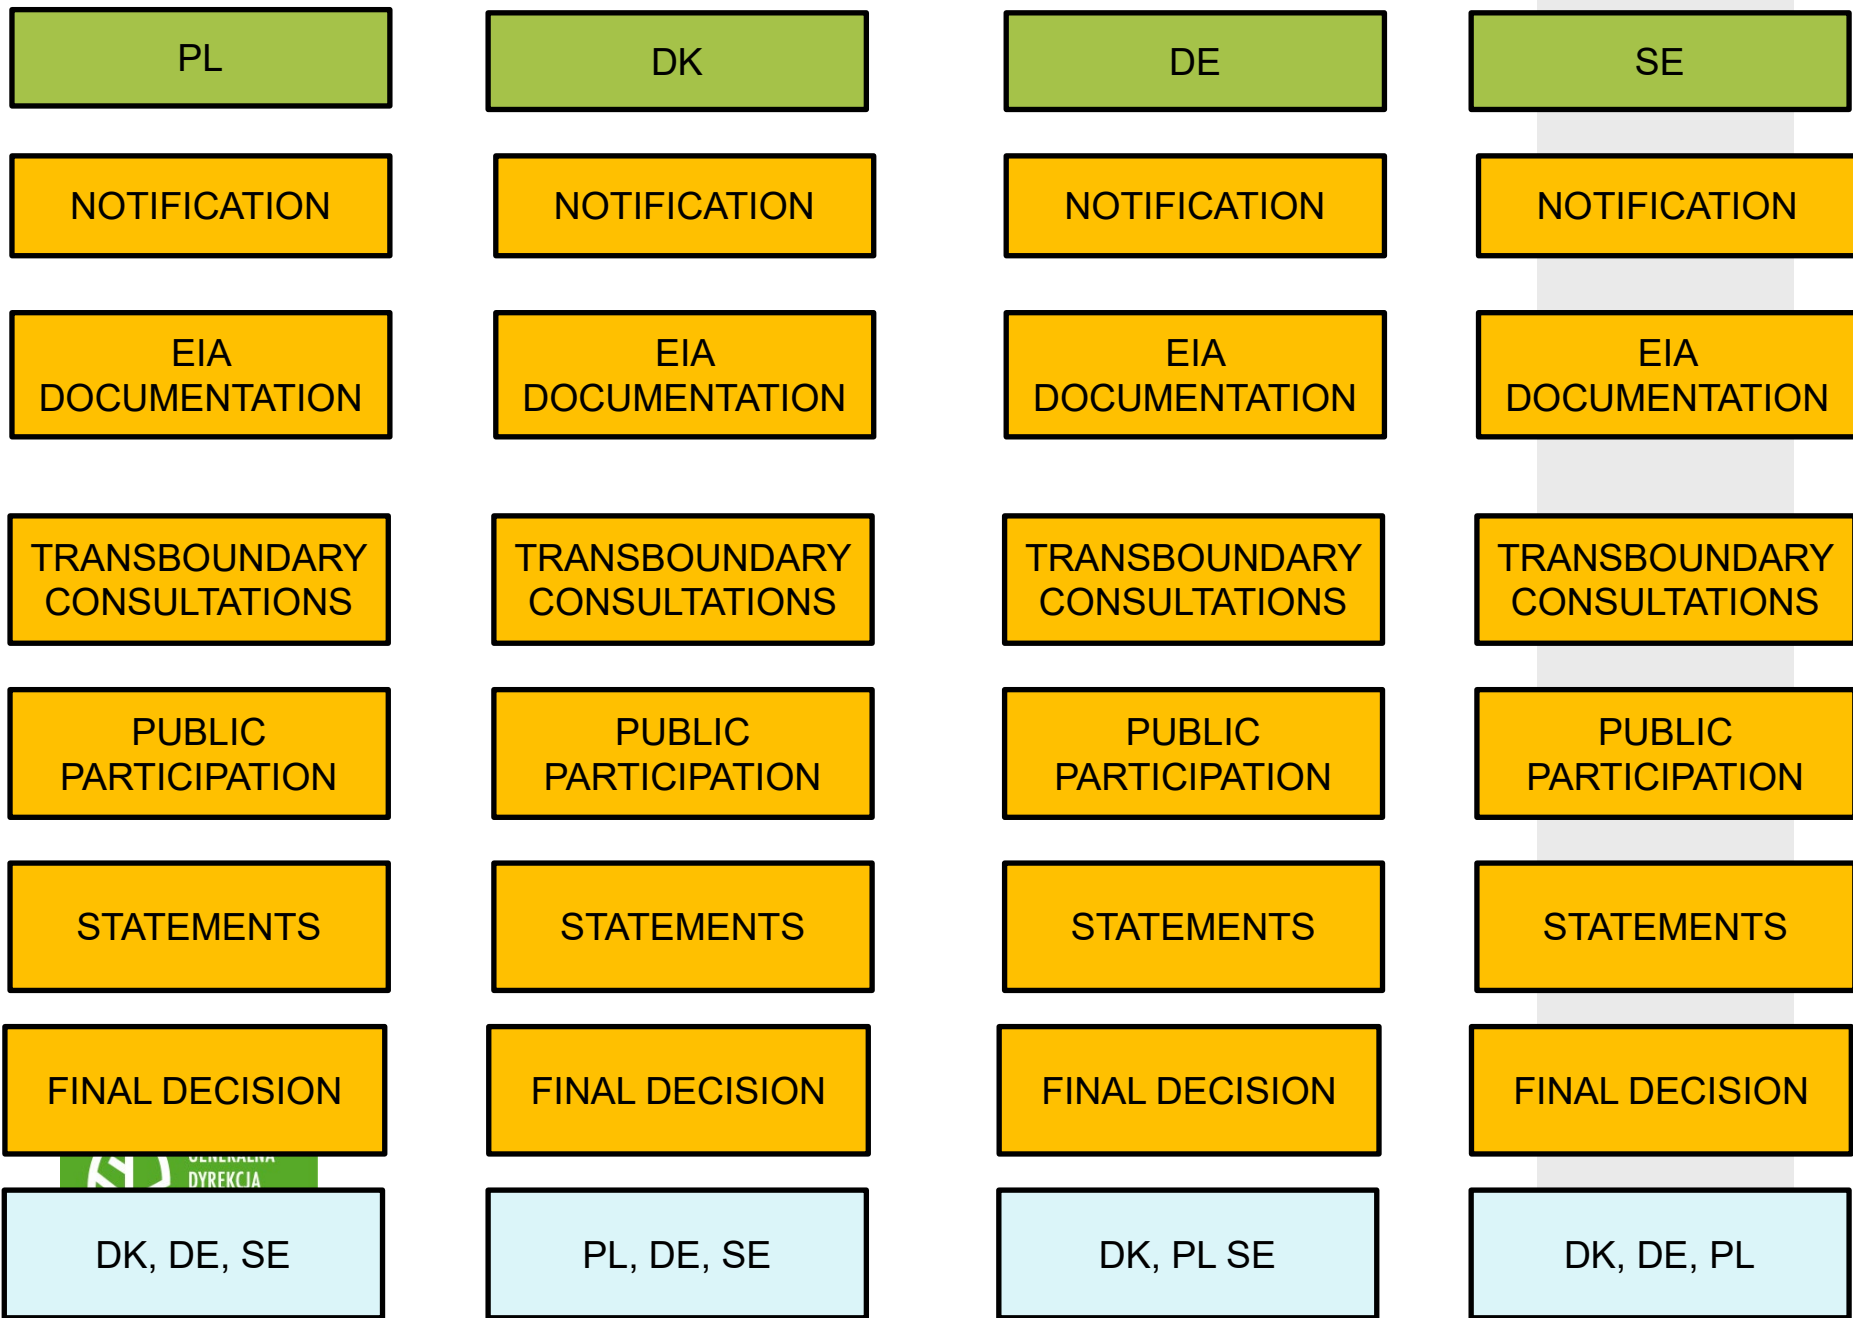 PL
DK
DE
SE
NOTIFICATION
NOTIFICATION
NOTIFICATION
NOTIFICATION
EIA
DOCUMENTATION
EIA
DOCUMENTATION
EIA
DOCUMENTATION
EIA
DOCUMENTATION
TRANSBOUNDARY
CONSULTATIONS
TRANSBOUNDARY
CONSULTATIONS
TRANSBOUNDARY
CONSULTATIONS
TRANSBOUNDARY
CONSULTATIONS
PUBLIC
PARTICIPATION
PUBLIC
PARTICIPATION
PUBLIC
PARTICIPATION
PUBLIC
PARTICIPATION
STATEMENTS
STATEMENTS
STATEMENTS
STATEMENTS
FINAL DECISION
FINAL DECISION
FINAL DECISION
FINAL DECISION
GENERALNA
DYREKCJA
DK, DE, SE
PL, DE, SE
DK, PL SE
DK, DE, PL